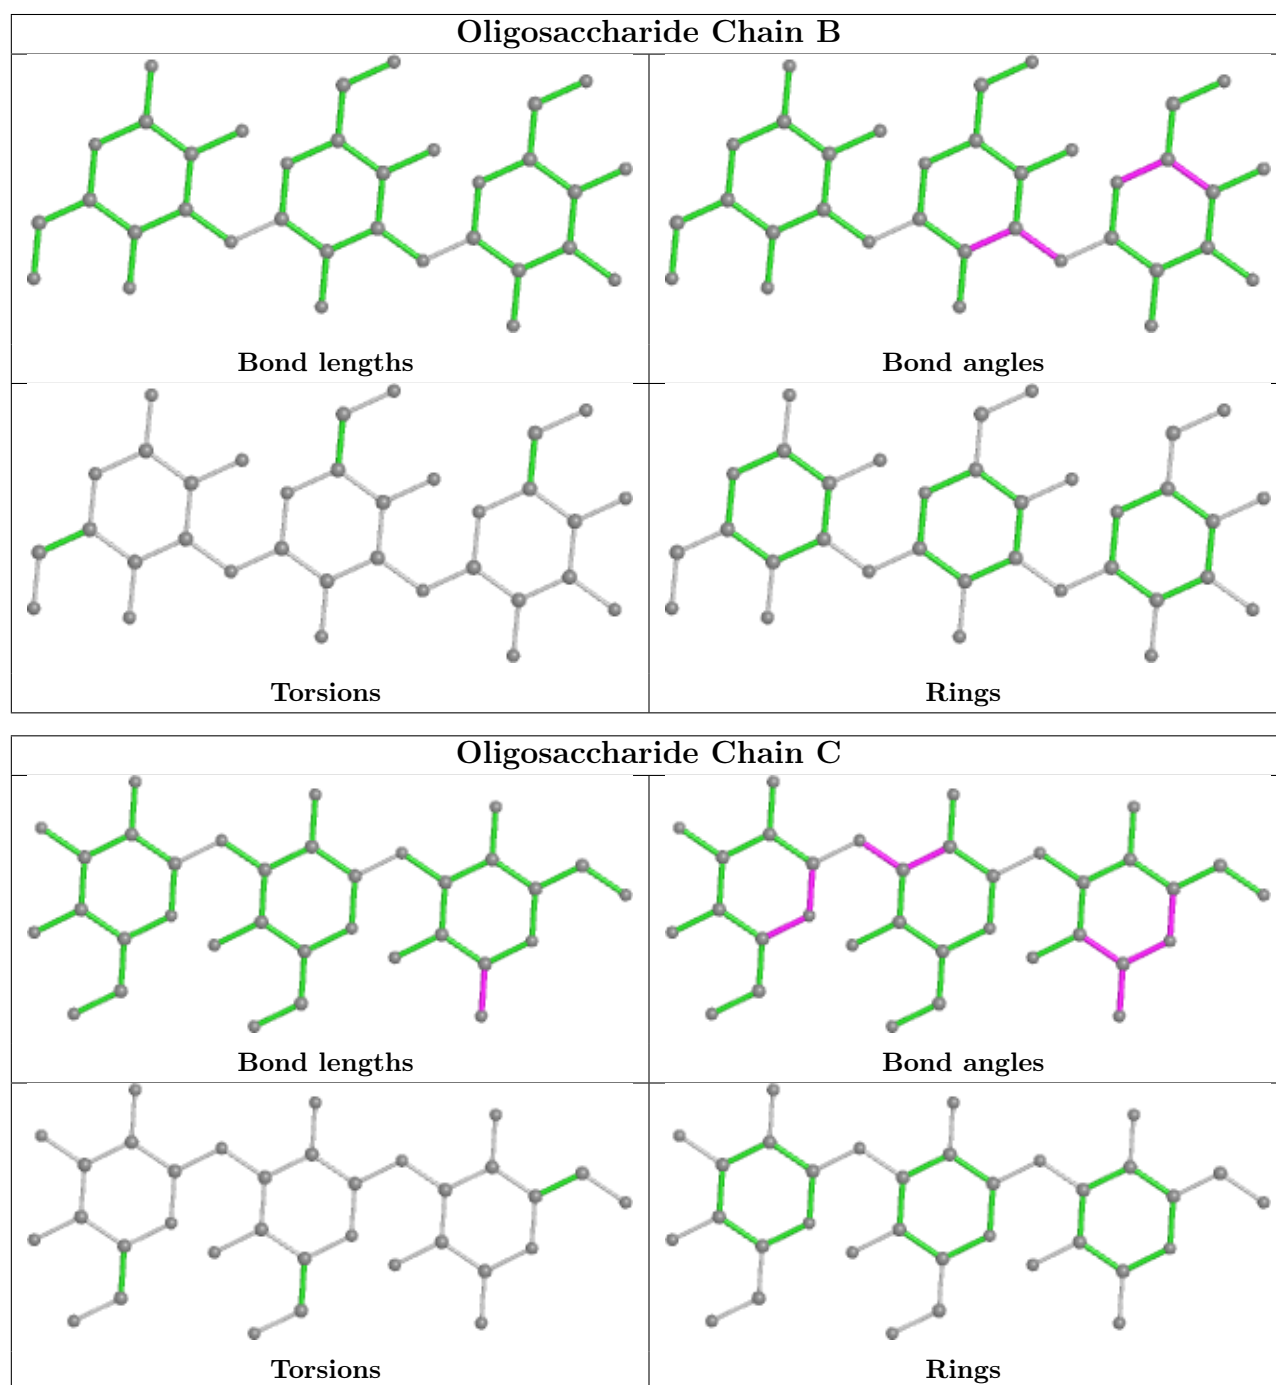 Oligosaccharide Chain B
Bond lengths
Bond angles
Torsions
Rings
Oligosaccharide Chain C
Bond lengths
Bond angles
Torsions
Rings